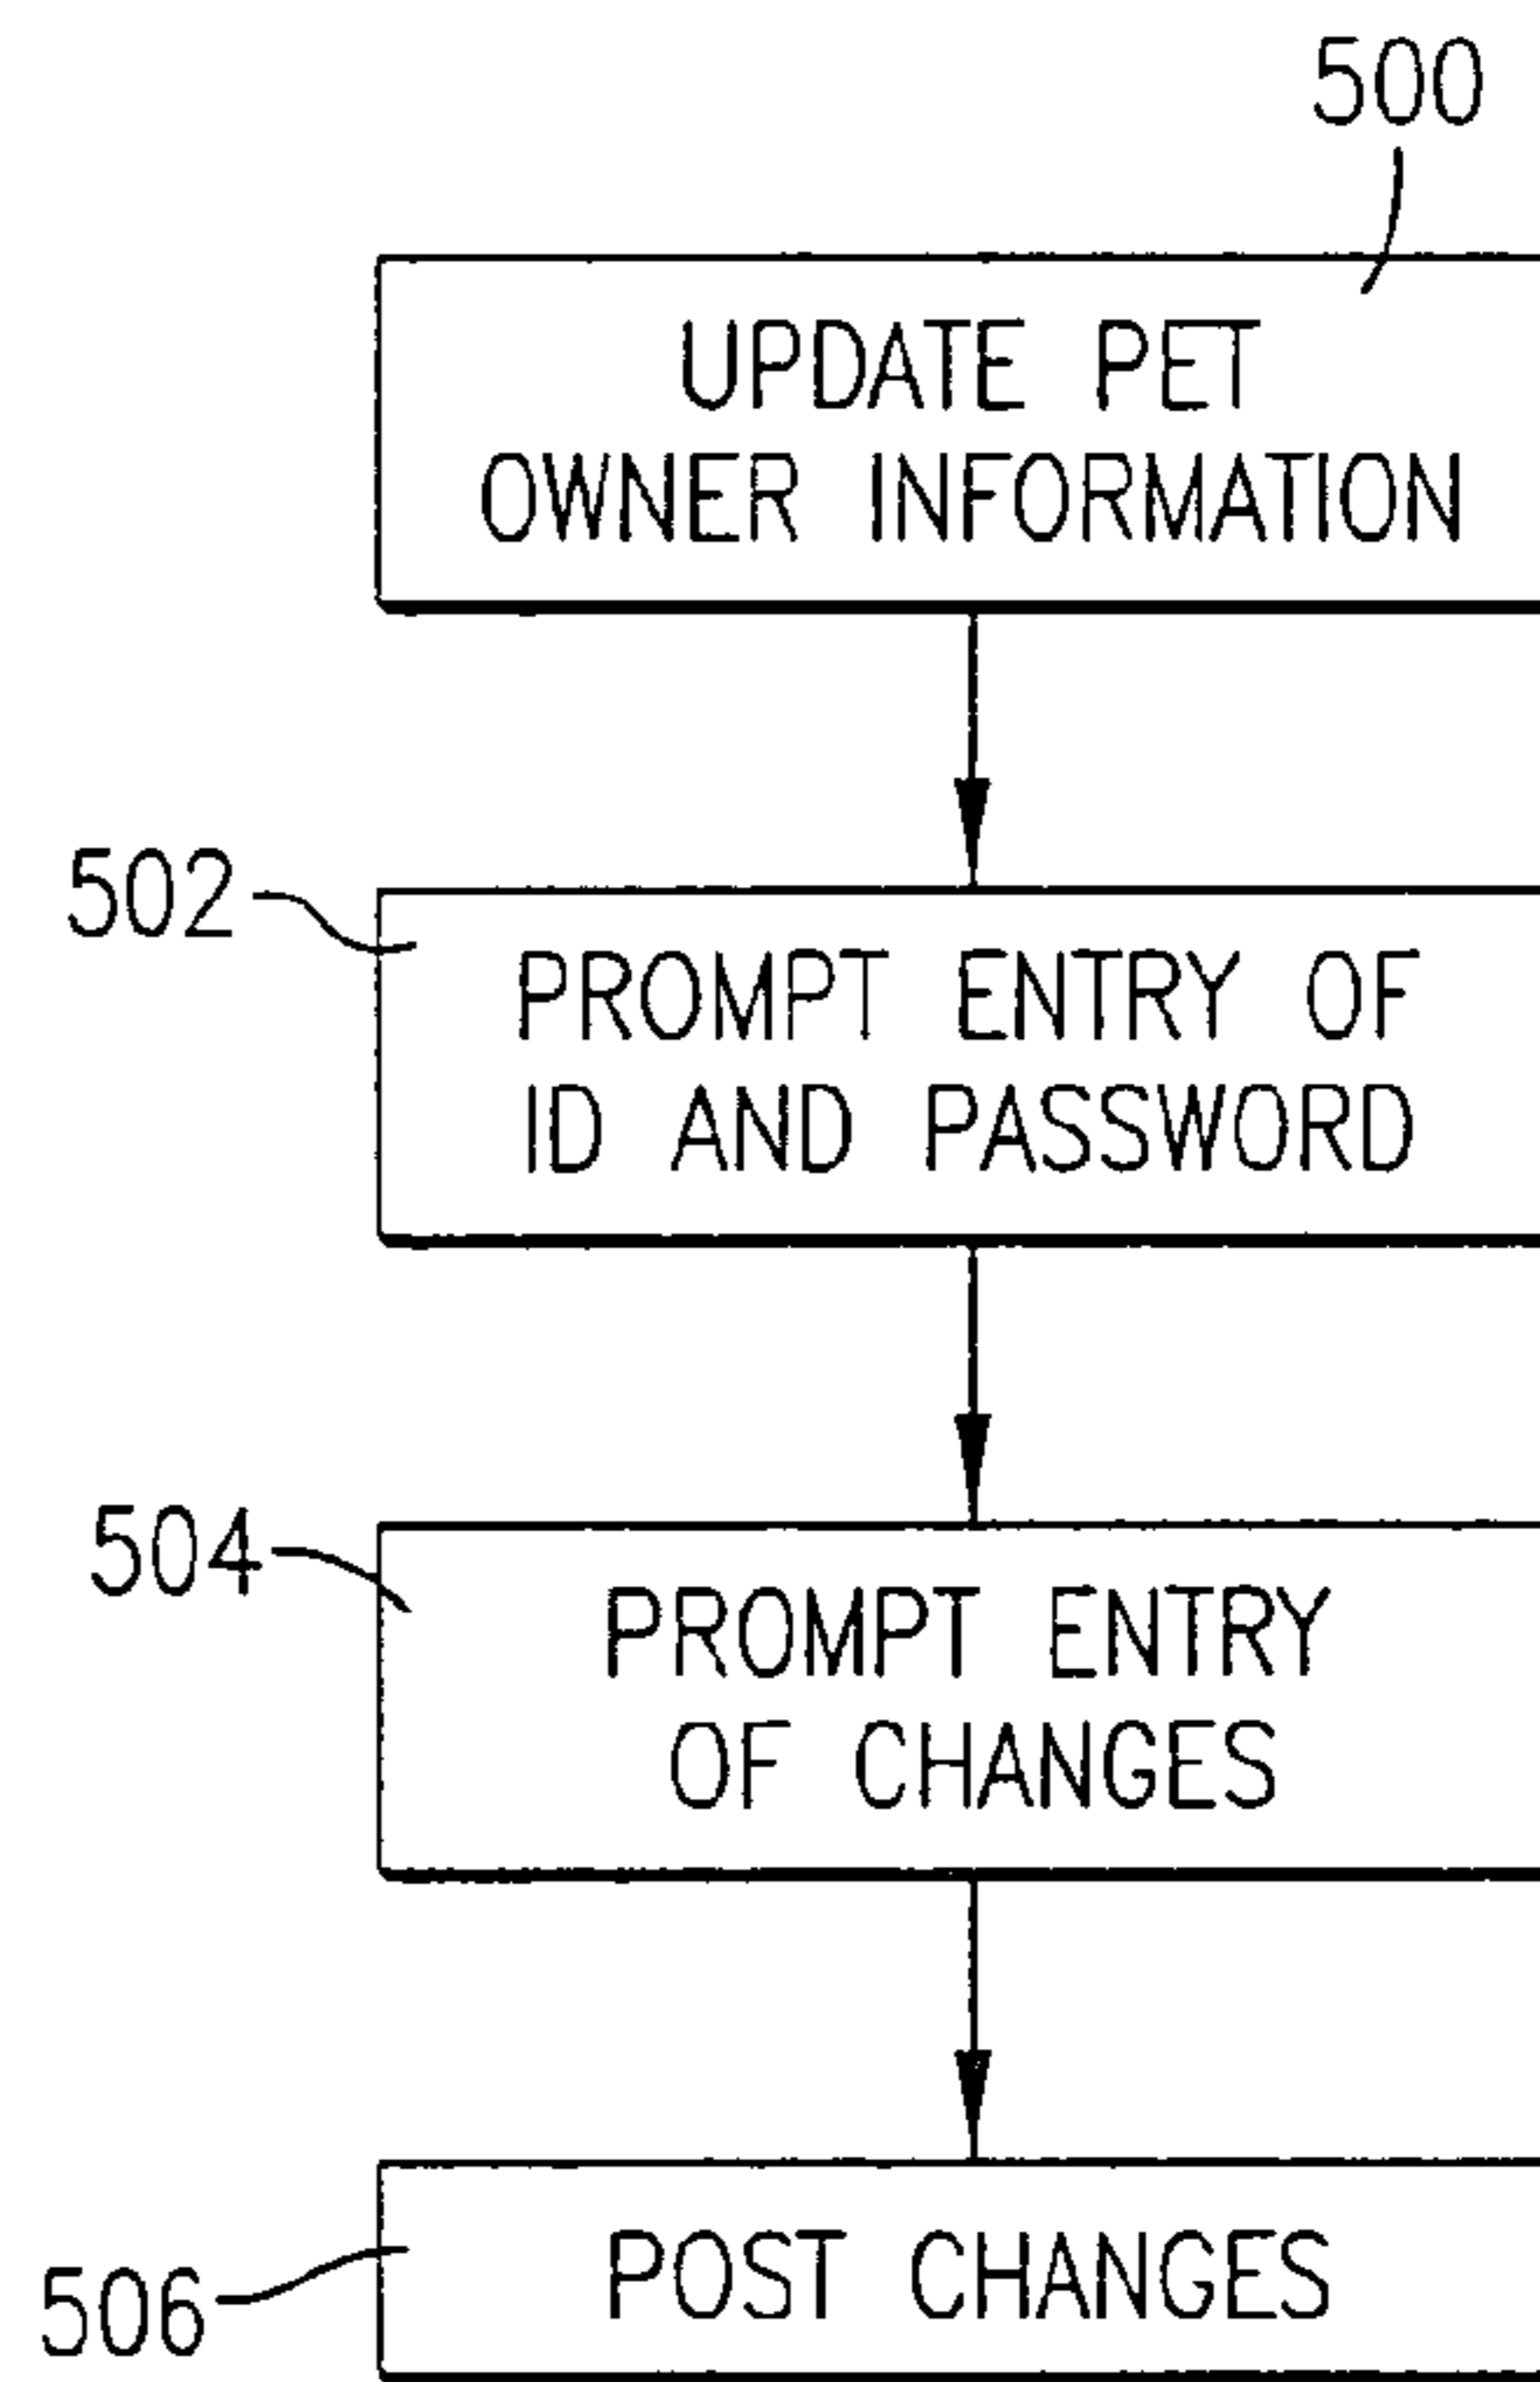 500
UPDATE PET
OWNER INFORMATION
502
PROMPT ENTRY OF
ID AND PASSWORD
504
PROMPT ENTRY
OF CHANGES
506
POST CHANGES